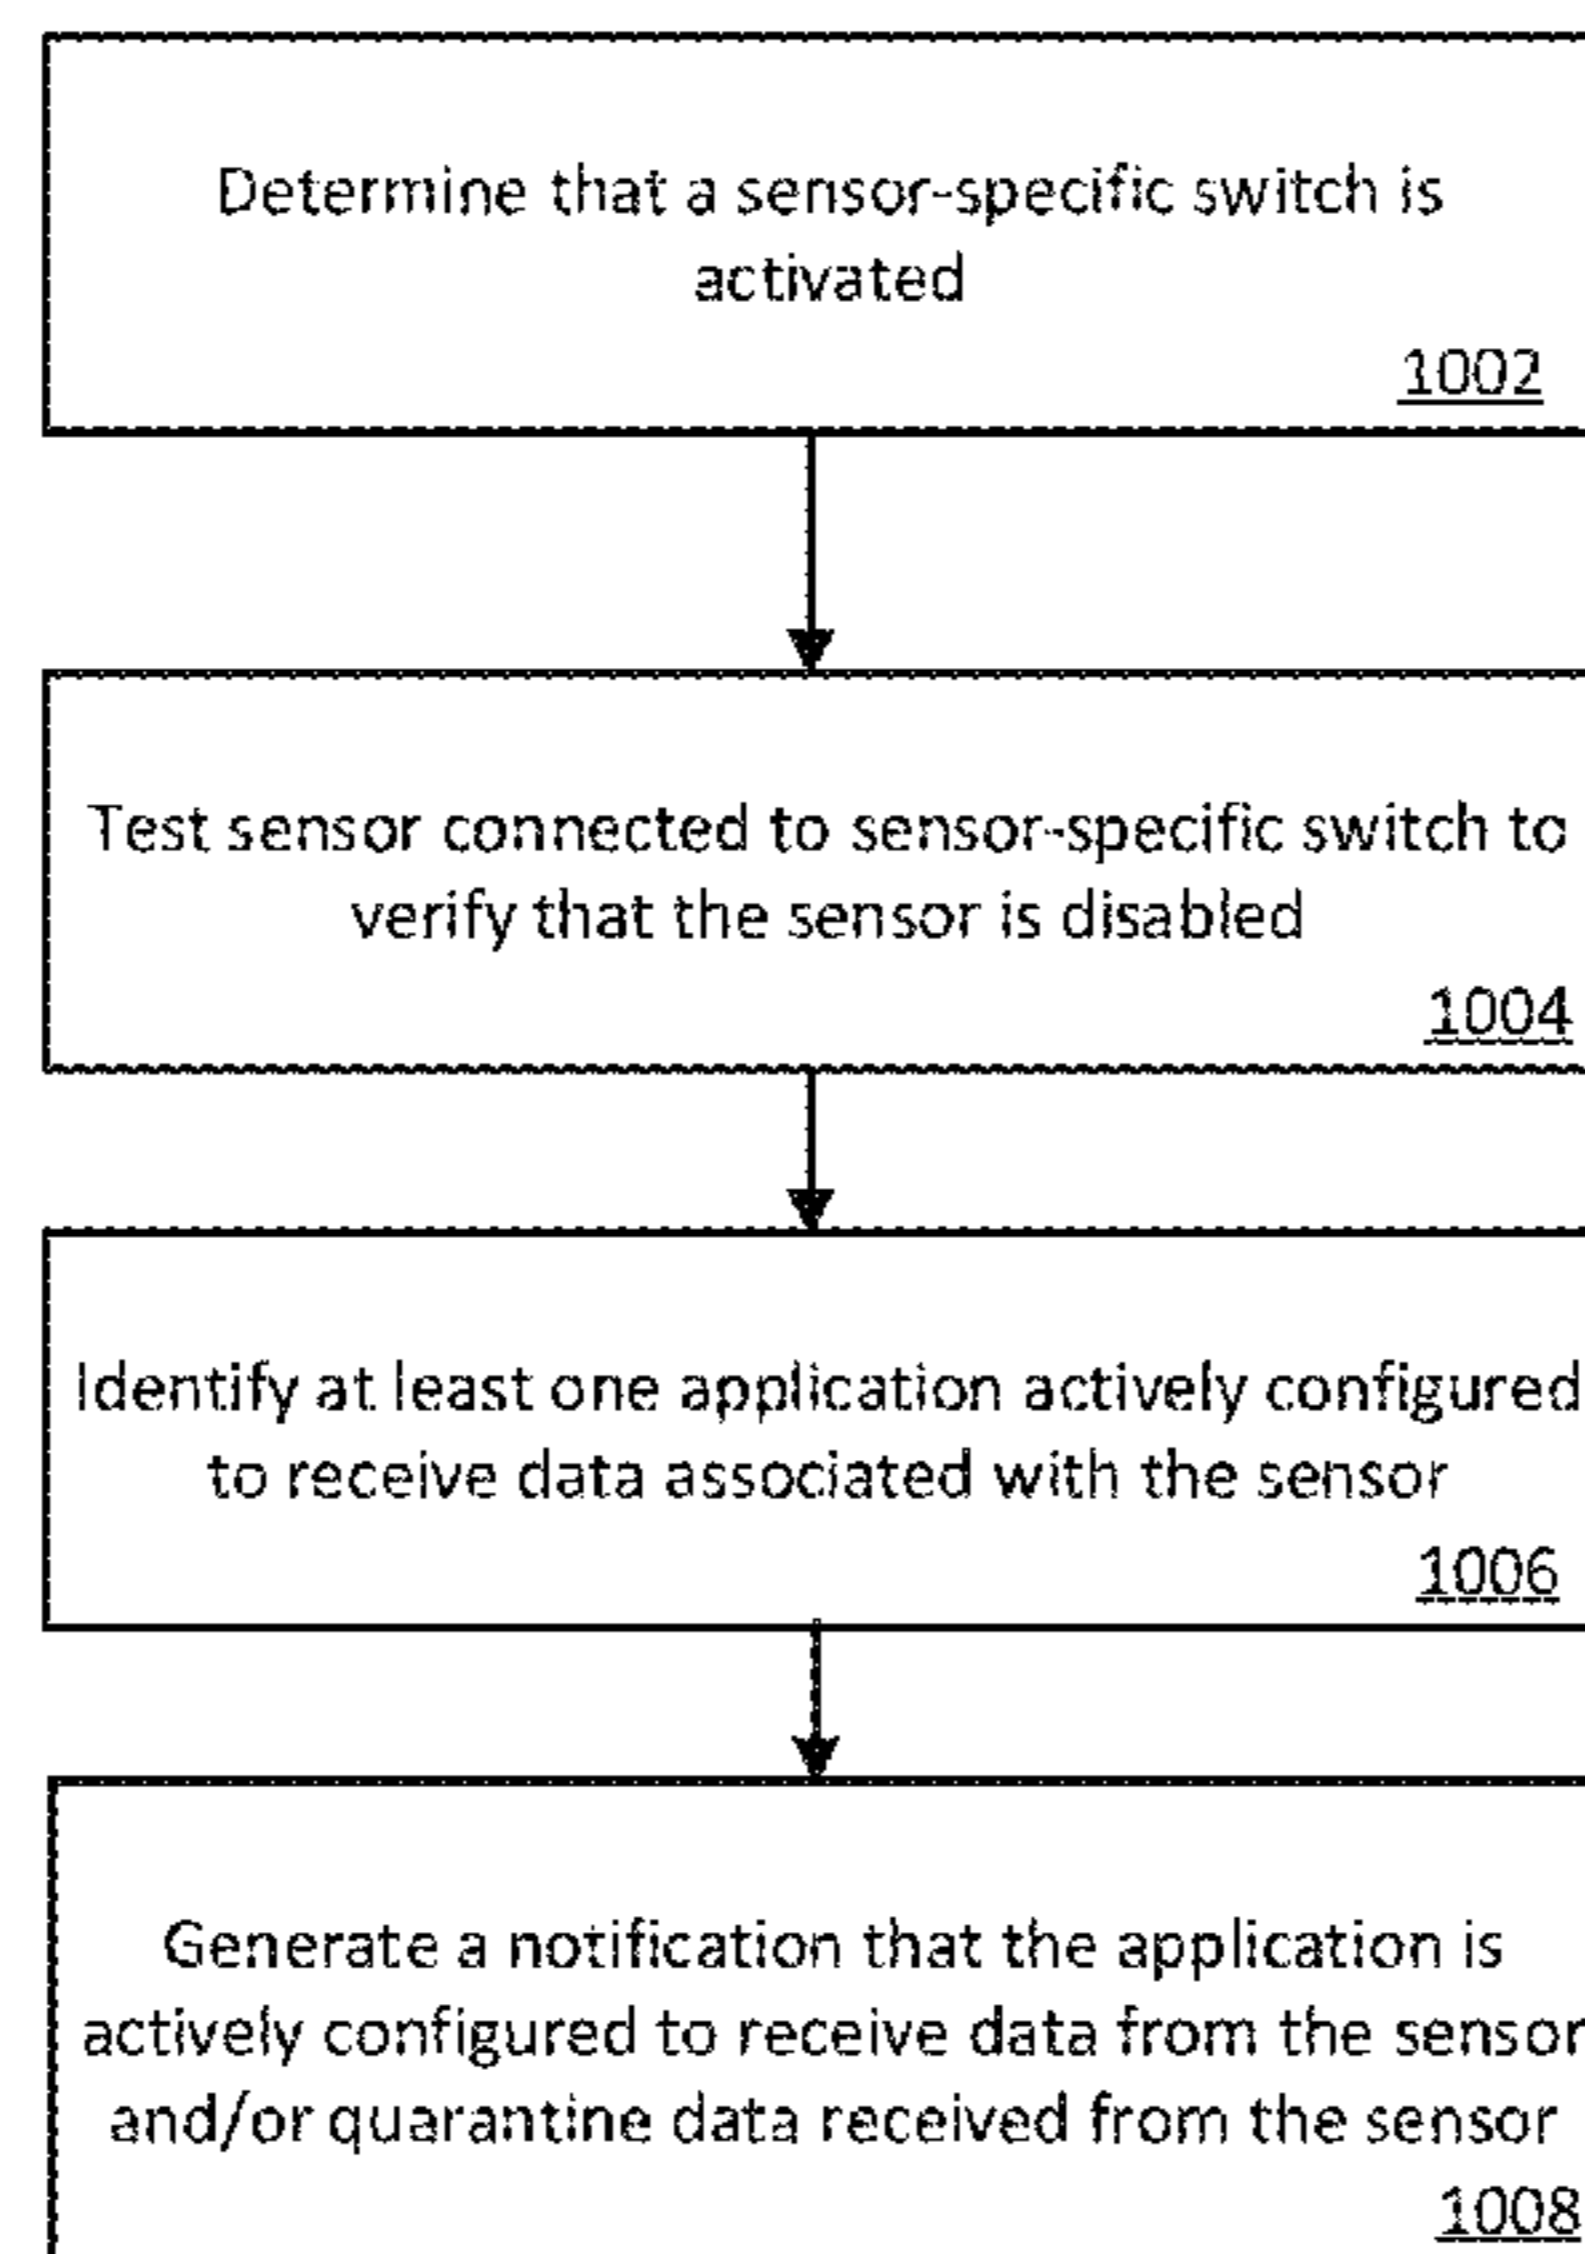 Determine that a sensor-specific switch is
activated
1002
Test sensor connected to sensor-specific switch to
verify that the sensor is disabled
1004
Identify at least one application actively configured
to receive data associated with the sensor
1006
Generate a notification that the application is
actively configured to receive data from the sensor
and/or quarantine data received from the sensor
1008